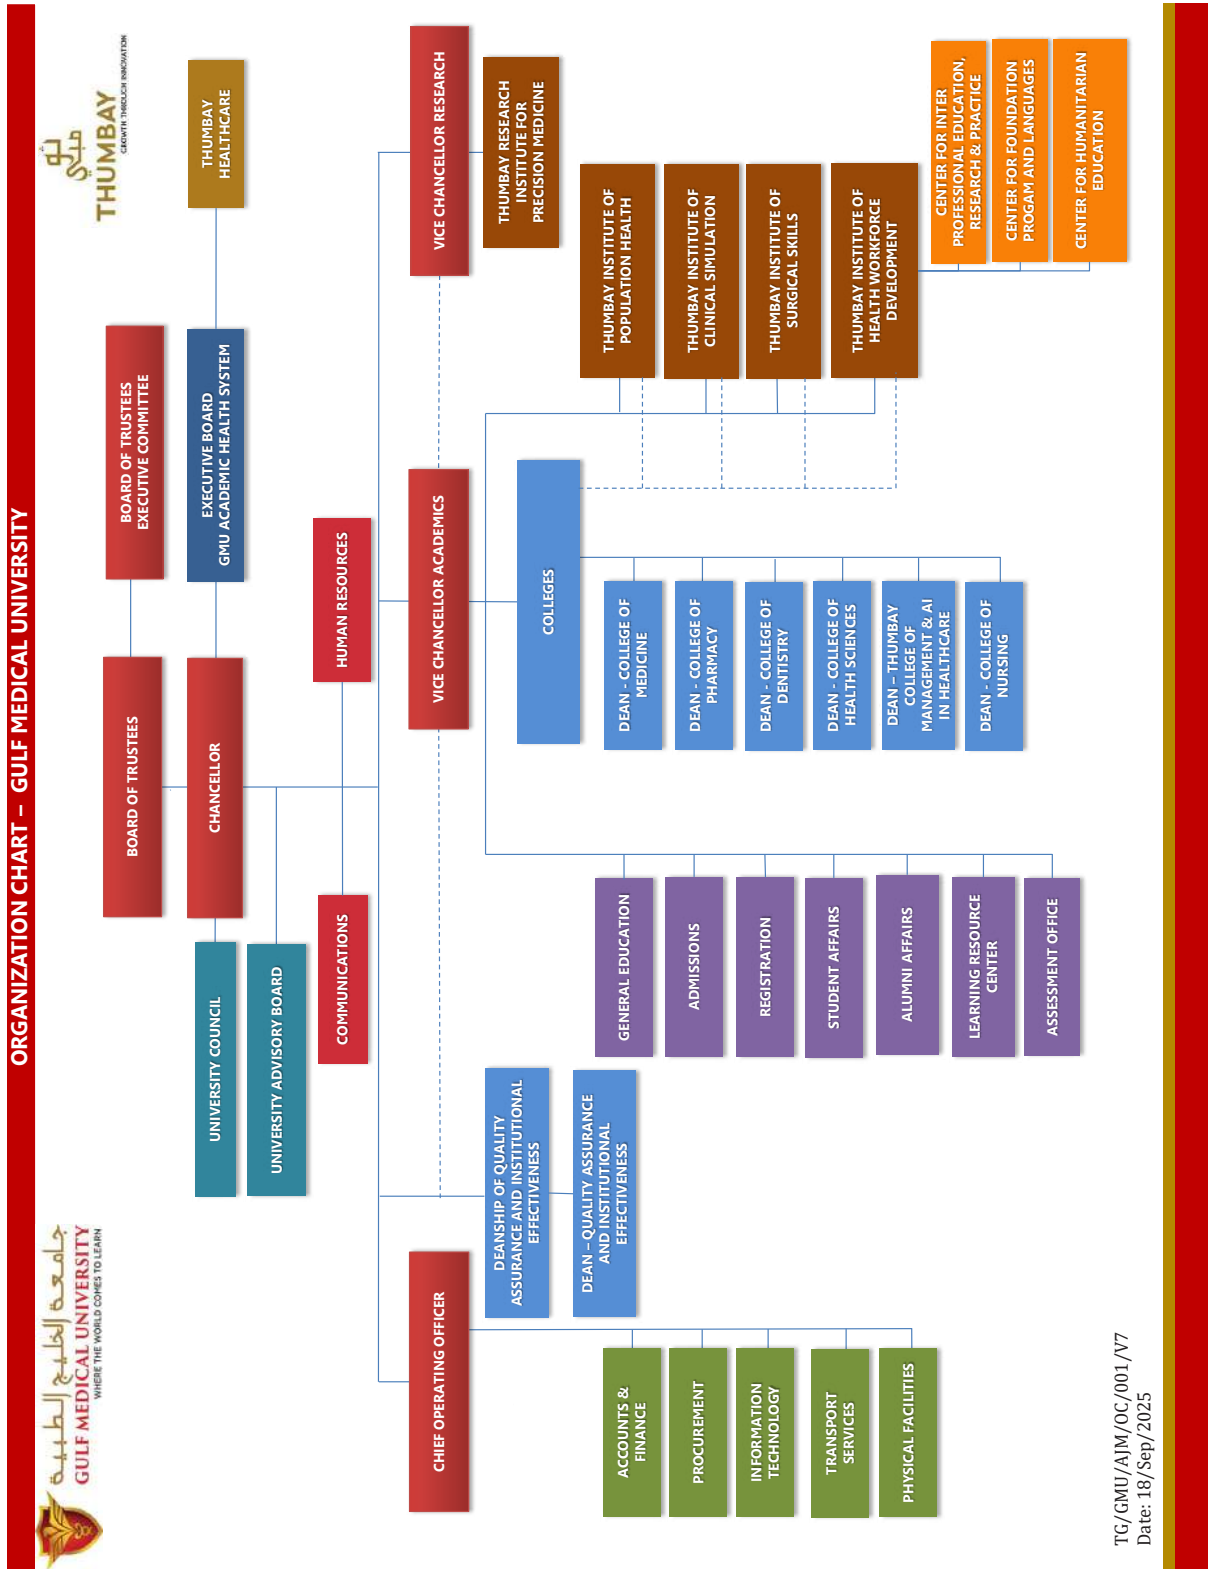 ORGANIZATION CHART – GULF MEDICAL UNIVERSITY
جامعة الخليج الطبية
GULF MEDICAL UNIVERSITY
WHERE THE WORLD COMES TO LEARN
ثومبي
THUMBAY
GROWTH THROUGH INNOVATION
BOARD OF TRUSTEES
BOARD OF TRUSTEES
EXECUTIVE COMMITTEE
UNIVERSITY COUNCIL
CHANCELLOR
EXECUTIVE BOARD
GMU ACADEMIC HEALTH SYSTEM
THUMBAY
HEALTHCARE
UNIVERSITY ADVISORY BOARD
COMMUNICATIONS
HUMAN RESOURCES
CHIEF OPERATING OFFICER
VICE CHANCELLOR ACADEMICS
VICE CHANCELLOR RESEARCH
DEANSHIP OF QUALITY
ASSURANCE AND INSTITUTIONAL
EFFECTIVENESS
DEAN – QUALITY ASSURANCE
AND INSTITUTIONAL
EFFECTIVENESS
COLLEGES
THUMBAY RESEARCH
INSTITUTE FOR
PRECISION MEDICINE
ACCOUNTS &
FINANCE
PROCUREMENT
INFORMATION
TECHNOLOGY
TRANSPORT
SERVICES
PHYSICAL FACILITIES
GENERAL EDUCATION
ADMISSIONS
REGISTRATION
STUDENT AFFAIRS
ALUMNI AFFAIRS
LEARNING RESOURCE
CENTER
ASSESSMENT OFFICE
DEAN - COLLEGE OF
MEDICINE
DEAN - COLLEGE OF
PHARMACY
DEAN - COLLEGE OF
DENTISTRY
DEAN - COLLEGE OF
HEALTH SCIENCES
DEAN – THUMBAY
COLLEGE OF
MANAGEMENT & AI
IN HEALTHCARE
DEAN - COLLEGE OF
NURSING
THUMBAY INSTITUTE OF
POPULATION HEALTH
THUMBAY INSTITUTE OF
CLINICAL SIMULATION
THUMBAY INSTITUTE OF
SURGICAL SKILLS
THUMBAY INSTITUTE OF
HEALTH WORKFORCE
DEVELOPMENT
CENTER FOR INTER
PROFESSIONAL EDUCATION,
RESEARCH & PRACTICE
CENTER FOR FOUNDATION
PROGAM AND LANGUAGES
CENTER FOR HUMANITARIAN
EDUCATION
TG/GMU/AJM/OC/001/V7
Date: 18/Sep/2025